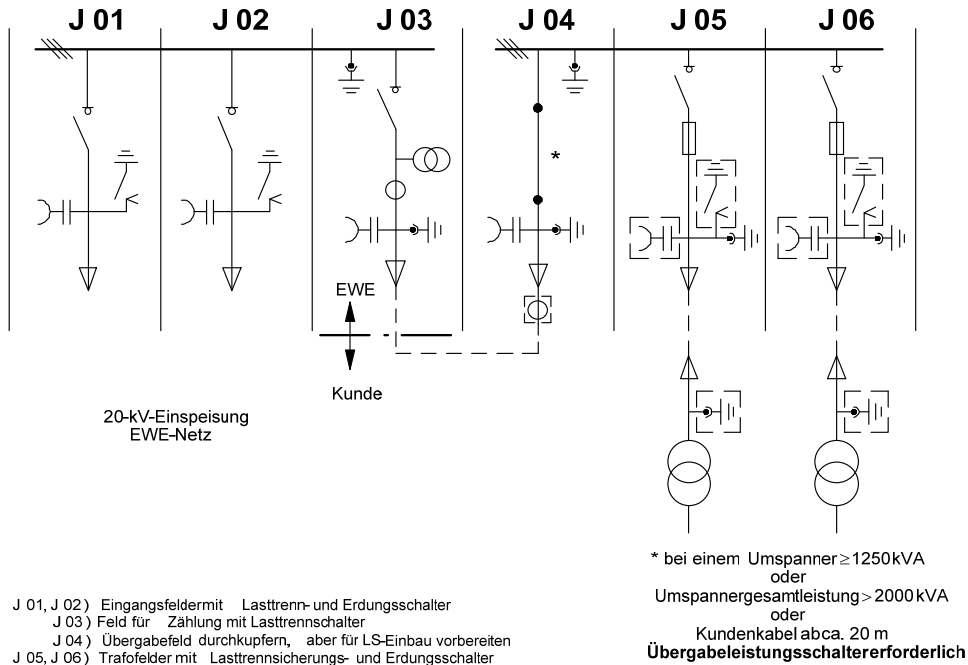 J 01 J 02 J 03 J 04 J 05 J 06
*
EWE
Kunde
20-kV-Einspeisung
EWE-Netz
* bei einem Umspanner ≥ 1250 kVA
oder
Umspannergesamtleistung > 2000 kVA
oder
Kundenkabel abca. 20 m
Übergabeleistungsschaltererforderlich
J 01, J 02 ) Eingangsfeldermit Lasttrenn- und Erdungsschalter
J 03 ) Feld für Zählung mit Lasttrennschalter
J 04 ) Übergabefeld durchkupfern, aber für LS-Einbau vorbereiten
J 05, J 06 ) Trafofelder mit Lasttrennsicherungs- und Erdungsschalter